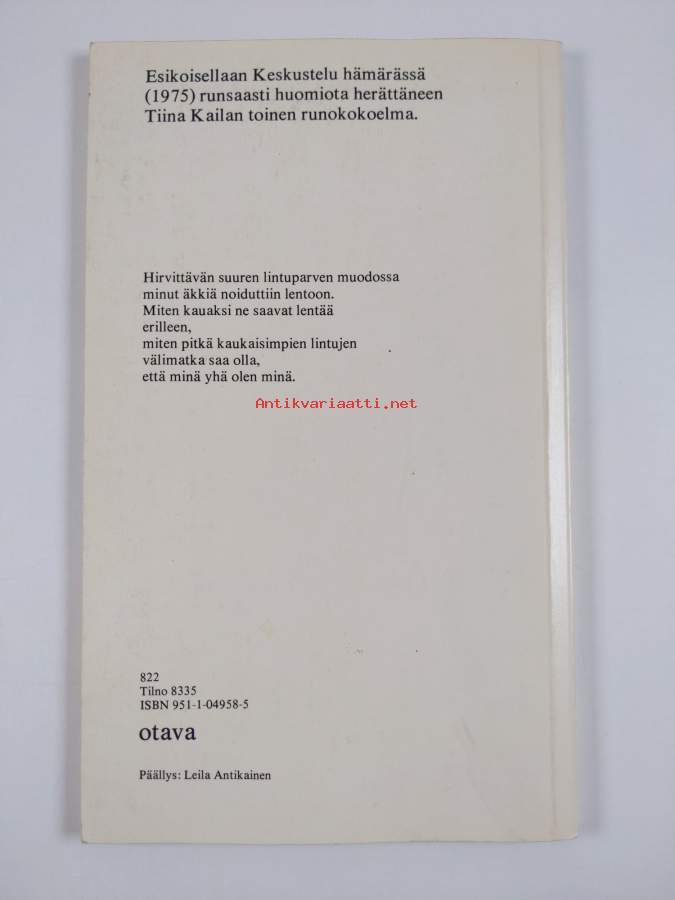 Esikoisellaan Keskustelu hämärässä
(1975) runsaasti huomiota herättäneen
Tiina Kailan toinen runokokoelma.
Hirvittävän suuren lintuparven muodossa
minut äkkiä noiduttiin lentoon.
Miten kauaksi ne saavat lentää
erilleen,
miten pitkä kaukaisimpien lintujen
välimatka saa olla,
että minä yhä olen minä.
Antikvariaatti.net
822
Tilno 8335
ISBN 951-1-04958-5
otava
Päällys: Leila Antikainen